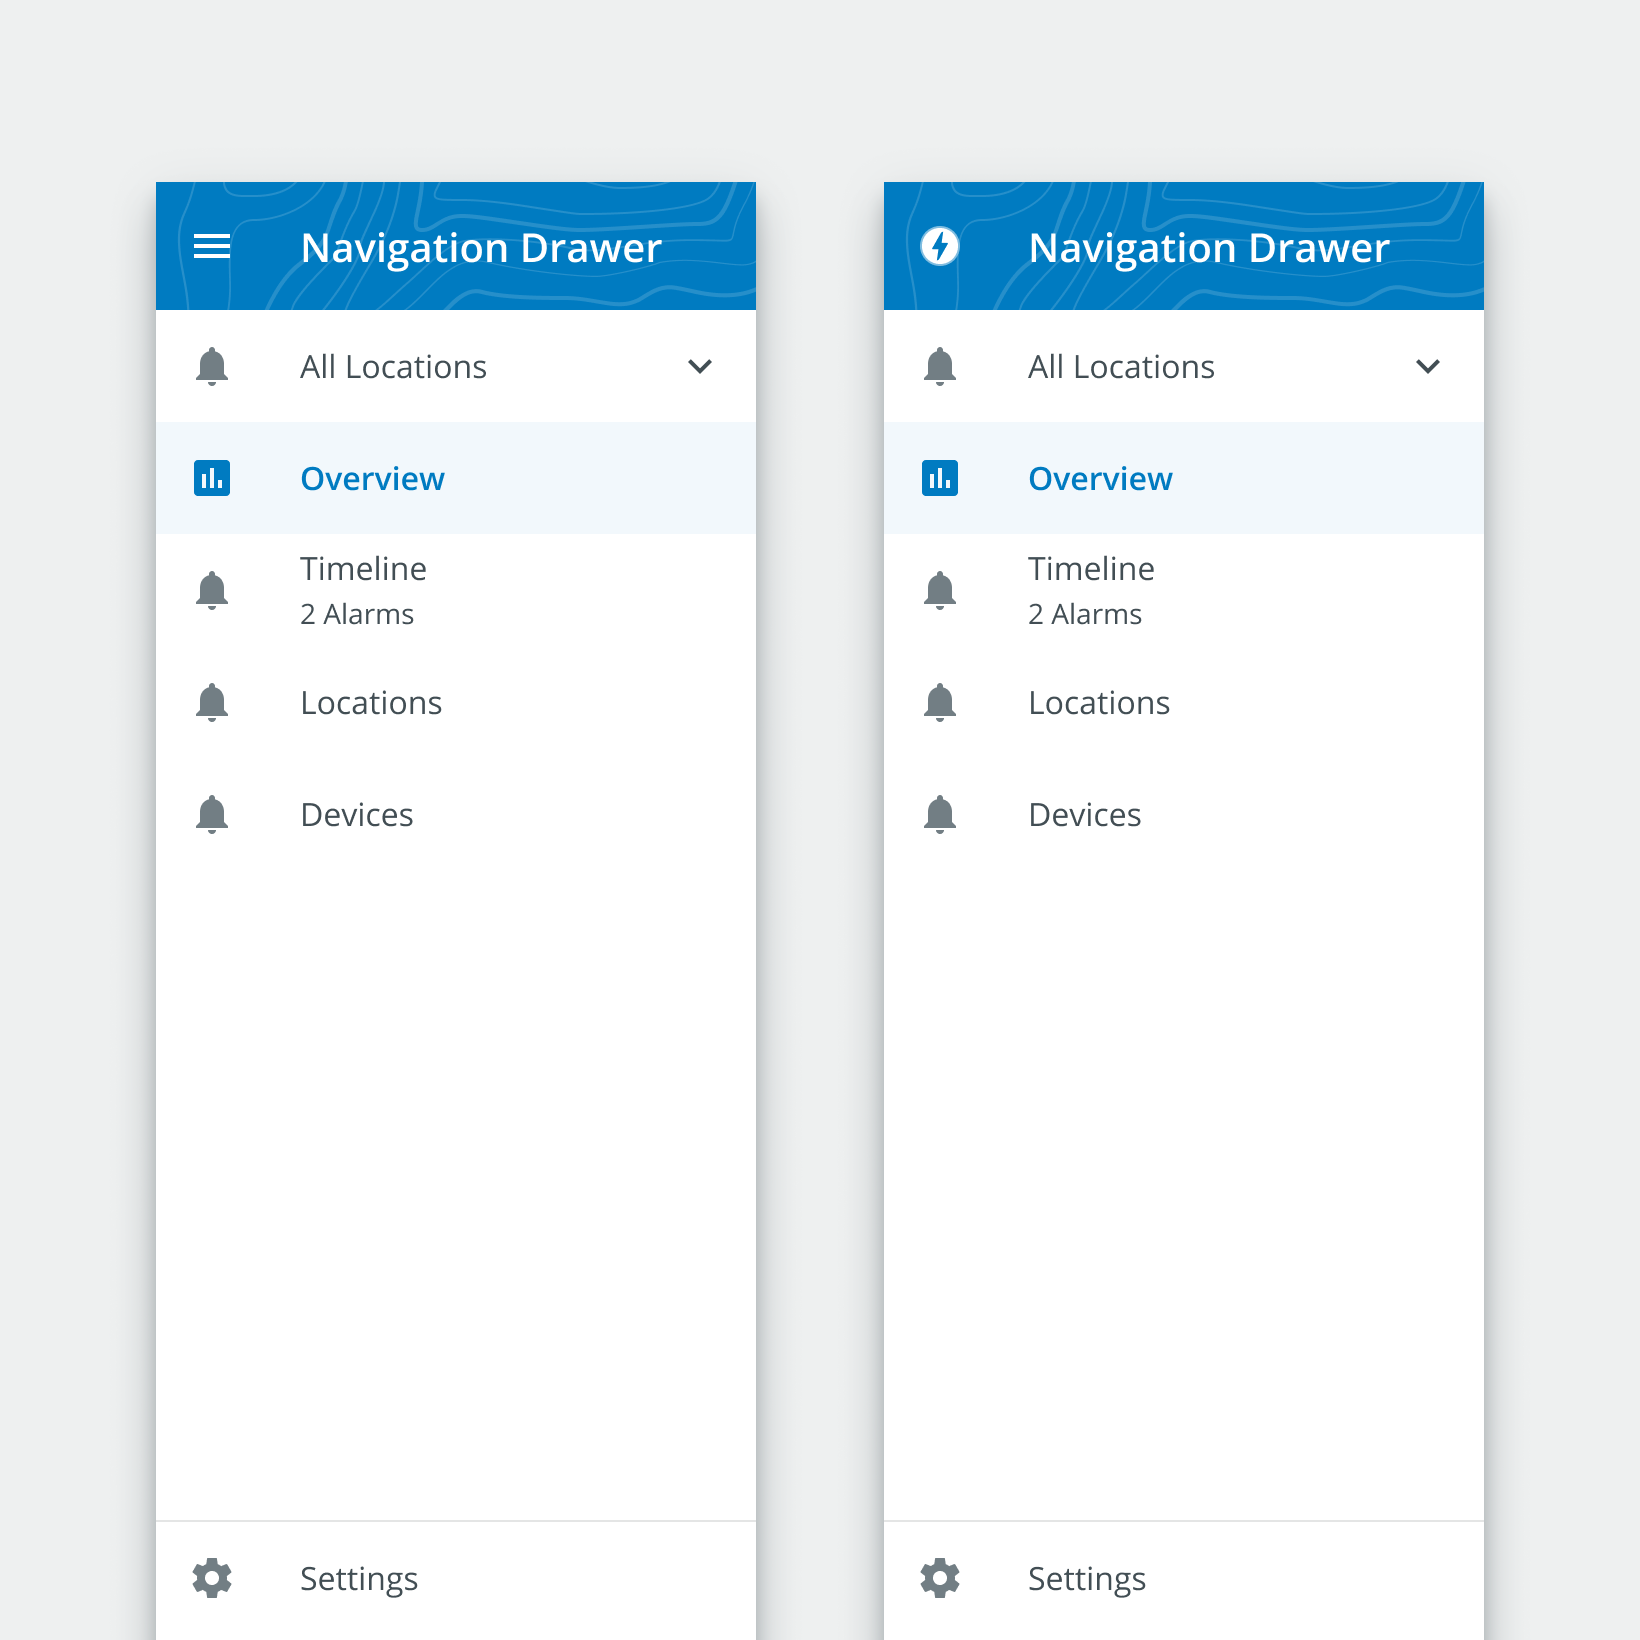 Navigation Drawer
All Locations
Overview
Timeline
2 Alarms
Locations
Devices
Settings
Navigation Drawer
All Locations
Overview
Timeline
2 Alarms
Locations
Devices
Settings